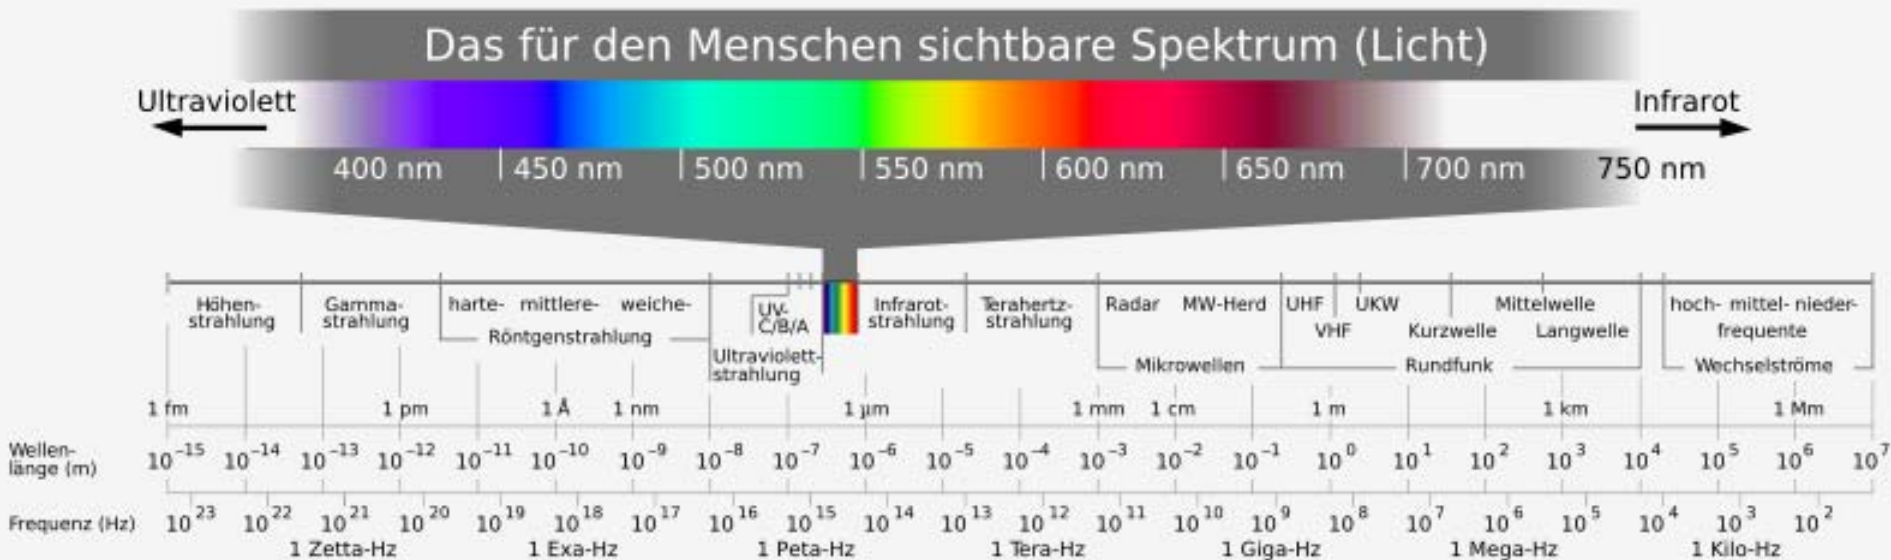 Das für den Menschen sichtbare Spektrum (Licht)
Ultraviolett
Infrarot
400 nm 450 nm 500 nm 550 nm 600 nm 650 nm 700 nm 750 nm
Höhen-
strahlung
Gamma-
strahlung
harte- mittlere- weiche-
Röntgenstrahlung
UV-
C/B/A
Ultraviolett-
strahlung
Infrarot-
strahlung
Terahertz-
strahlung
Radar MW-Herd
Mikrowellen
UHF UKW Mittelwelle
VHF Kurzwelle Langwelle
Rundfunk
hoch- mittel- nieder-
frequente
Wechselströme
1 fm 1 pm 1 Å 1 nm 1 µm 1 mm 1 cm 1 m 1 km 1 Mm
Wellen-
länge (m)
10⁻¹⁵ 10⁻¹⁴ 10⁻¹³ 10⁻¹² 10⁻¹¹ 10⁻¹⁰ 10⁻⁹ 10⁻⁸ 10⁻⁷ 10⁻⁶ 10⁻⁵ 10⁻⁴ 10⁻³ 10⁻² 10⁻¹ 10⁰ 10¹ 10² 10³ 10⁴ 10⁵ 10⁶ 10⁷
Frequenz (Hz) 10²³ 10²² 10²¹ 10²⁰ 10¹⁹ 10¹⁸ 10¹⁷ 10¹⁶ 10¹⁵ 10¹⁴ 10¹³ 10¹² 10¹¹ 10¹⁰ 10⁹ 10⁸ 10⁷ 10⁶ 10⁵ 10⁴ 10³ 10²
1 Zetta-Hz 1 Exa-Hz 1 Peta-Hz 1 Tera-Hz 1 Giga-Hz 1 Mega-Hz 1 Kilo-Hz